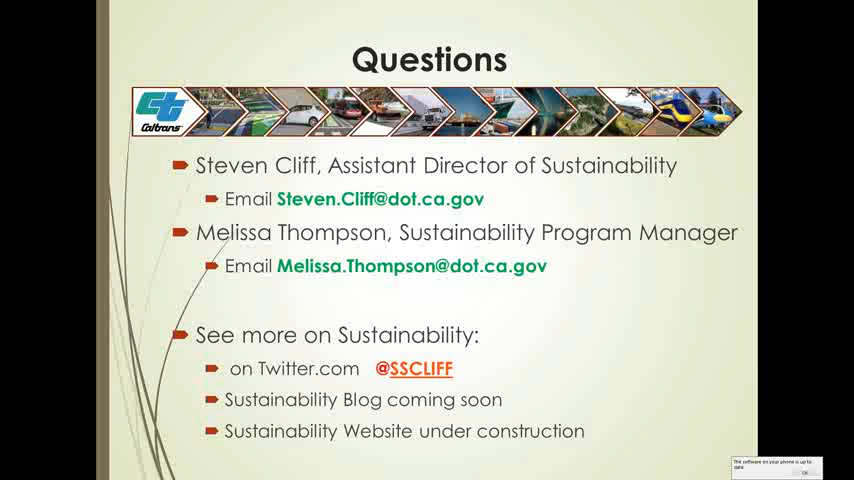 Questions
Caltrans
Steven Cliff, Assistant Director of Sustainability
Email Steven.Cliff@dot.ca.gov
Melissa Thompson, Sustainability Program Manager
Email Melissa.Thompson@dot.ca.gov
See more on Sustainability:
on Twitter.com @SSCLIFF
Sustainability Blog coming soon
Sustainability Website under construction
The software on your phone is up to
date
OK